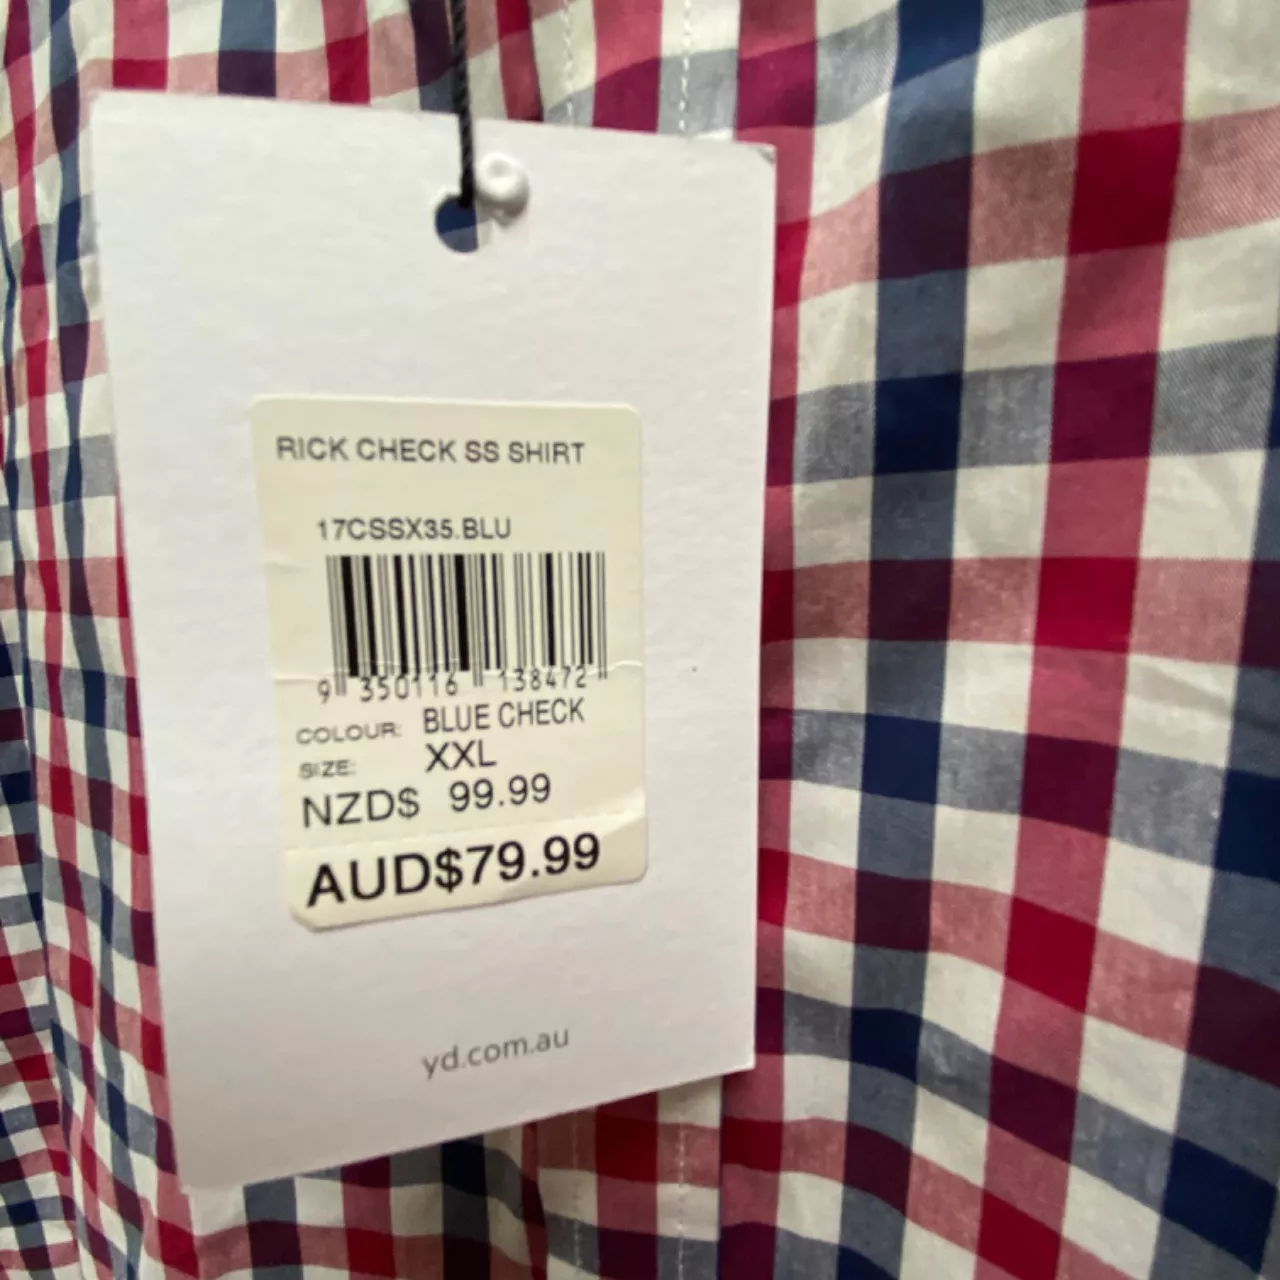 RICK CHECK SS SHIRT
17CSSX35.BLU
9 350116 138472
COLOUR: BLUE CHECK
SIZE: XXL
NZD$ 99.99
AUD$79.99
yd.com.au